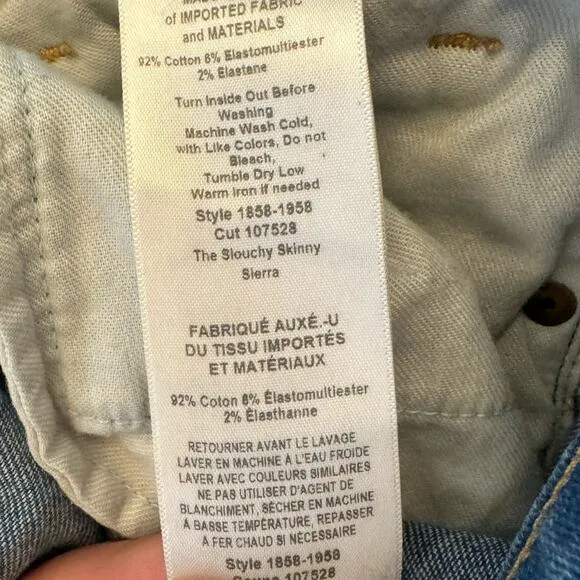 of IMPORTED FABRIC
and MATERIALS
92% Cotton 6% Elastomultiester
2% Elastane
Turn Inside Out Before
Washing
Machine Wash Cold,
with Like Colors, Do not
Bleach,
Tumble Dry Low
Warm Iron if needed
Style 1858-1958
Cut 107528
The Slouchy Skinny
Sierra
FABRIQUÉ AUXÉ.-U
DU TISSU IMPORTÉS
ET MATÉRIAUX
92% Coton 6% Élastomultiester
2% Élasthanne
RETOURNER AVANT LE LAVAGE
LAVER EN MACHINE À L'EAU FROIDE
LAVER AVEC COULEURS SIMILAIRES
NE PAS UTILISER D'AGENT DE
BLANCHIMENT, SÉCHER EN MACHINE
À BASSE TEMPÉRATURE, REPASSER
À FER CHAUD SI NÉCESSAIRE
Style 1858-1958
107528